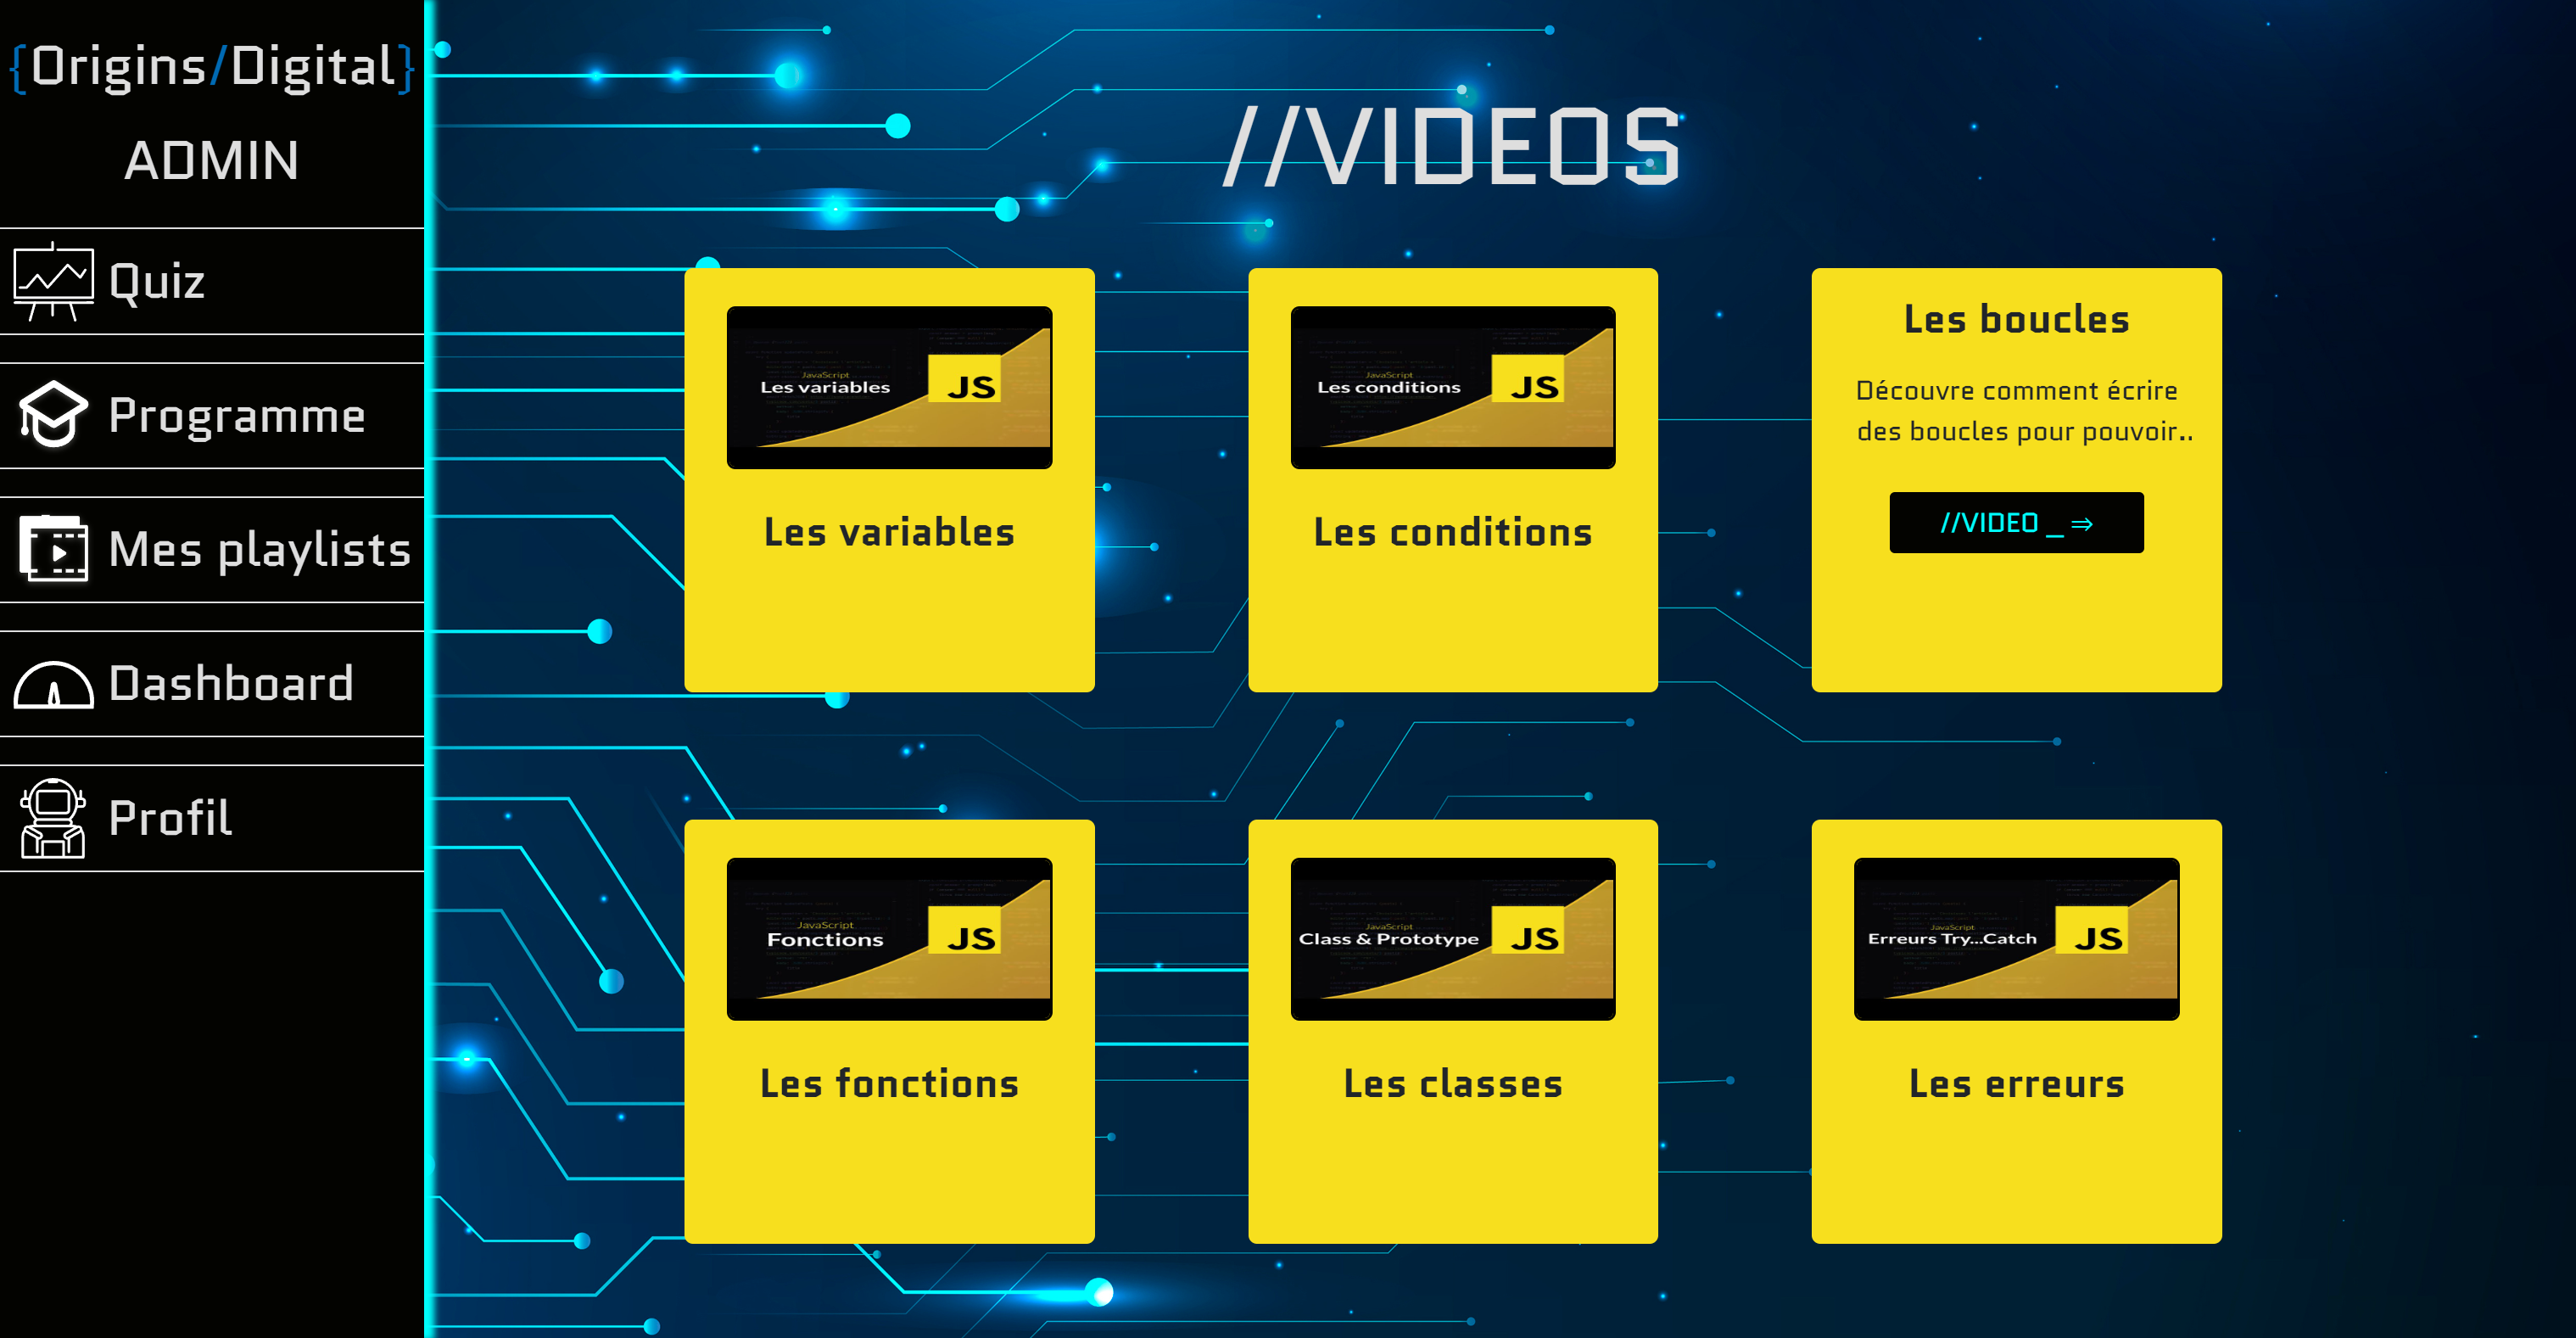 {Origins/Digital}
ADMIN
Quiz
Programme
Mes playlists
Dashboard
Profil
//VIDEOS
JavaScript
Les variables
JS
Les variables
JavaScript
Les conditions
JS
Les conditions
Les boucles
Découvre comment écrire
des boucles pour pouvoir..
//VIDEO _ ⇒
JavaScript
Fonctions
JS
Les fonctions
JavaScript
Class & Prototype
JS
Les classes
JavaScript
Erreurs Try...Catch
JS
Les erreurs